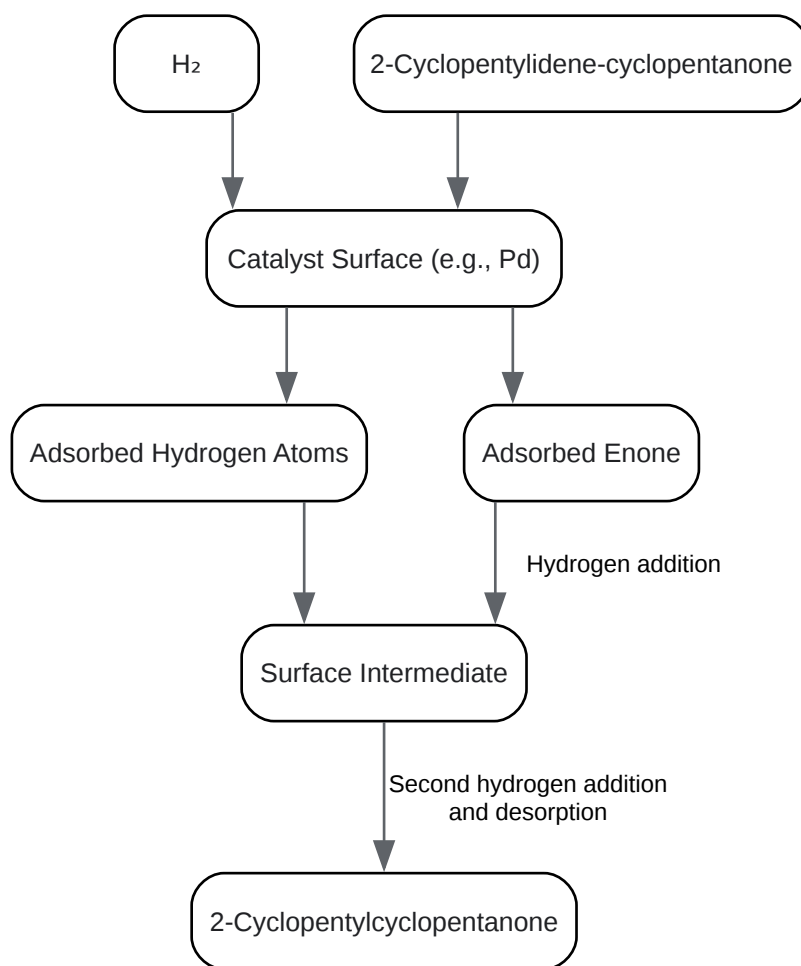 H₂
2-Cyclopentylidene-cyclopentanone
Catalyst Surface (e.g., Pd)
Adsorbed Hydrogen Atoms
Adsorbed Enone
Hydrogen addition
Surface Intermediate
Second hydrogen addition
and desorption
2-Cyclopentylcyclopentanone